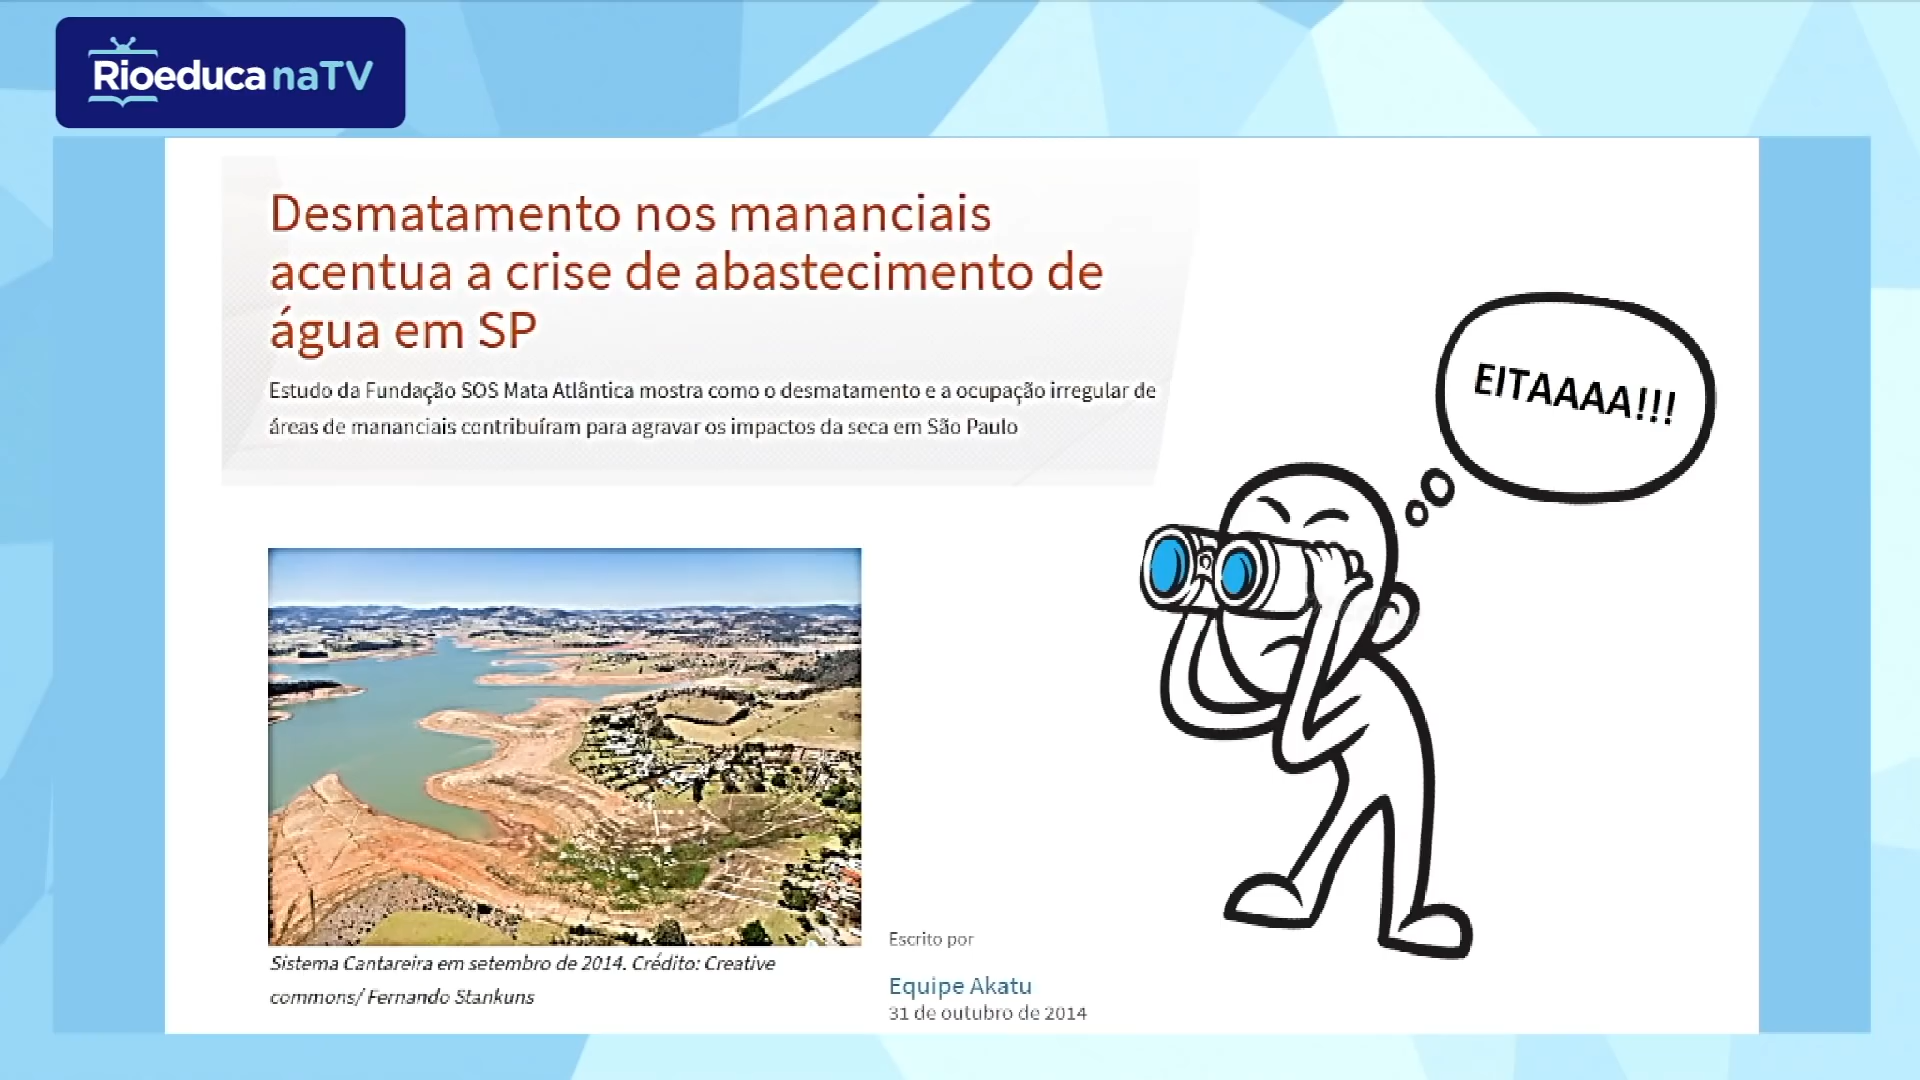 Rioeduca naTV
Desmatamento nos mananciais
acentua a crise de abastecimento de
água em SP
Estudo da Fundação SOS Mata Atlântica mostra como o desmatamento e a ocupação irregular de
áreas de mananciais contribuíram para agravar os impactos da seca em São Paulo
EITAAAA!!!
Sistema Cantareira em setembro de 2014. Crédito: Creative
commons/ Fernando Stankuns
Escrito por
Equipe Akatu
31 de outubro de 2014